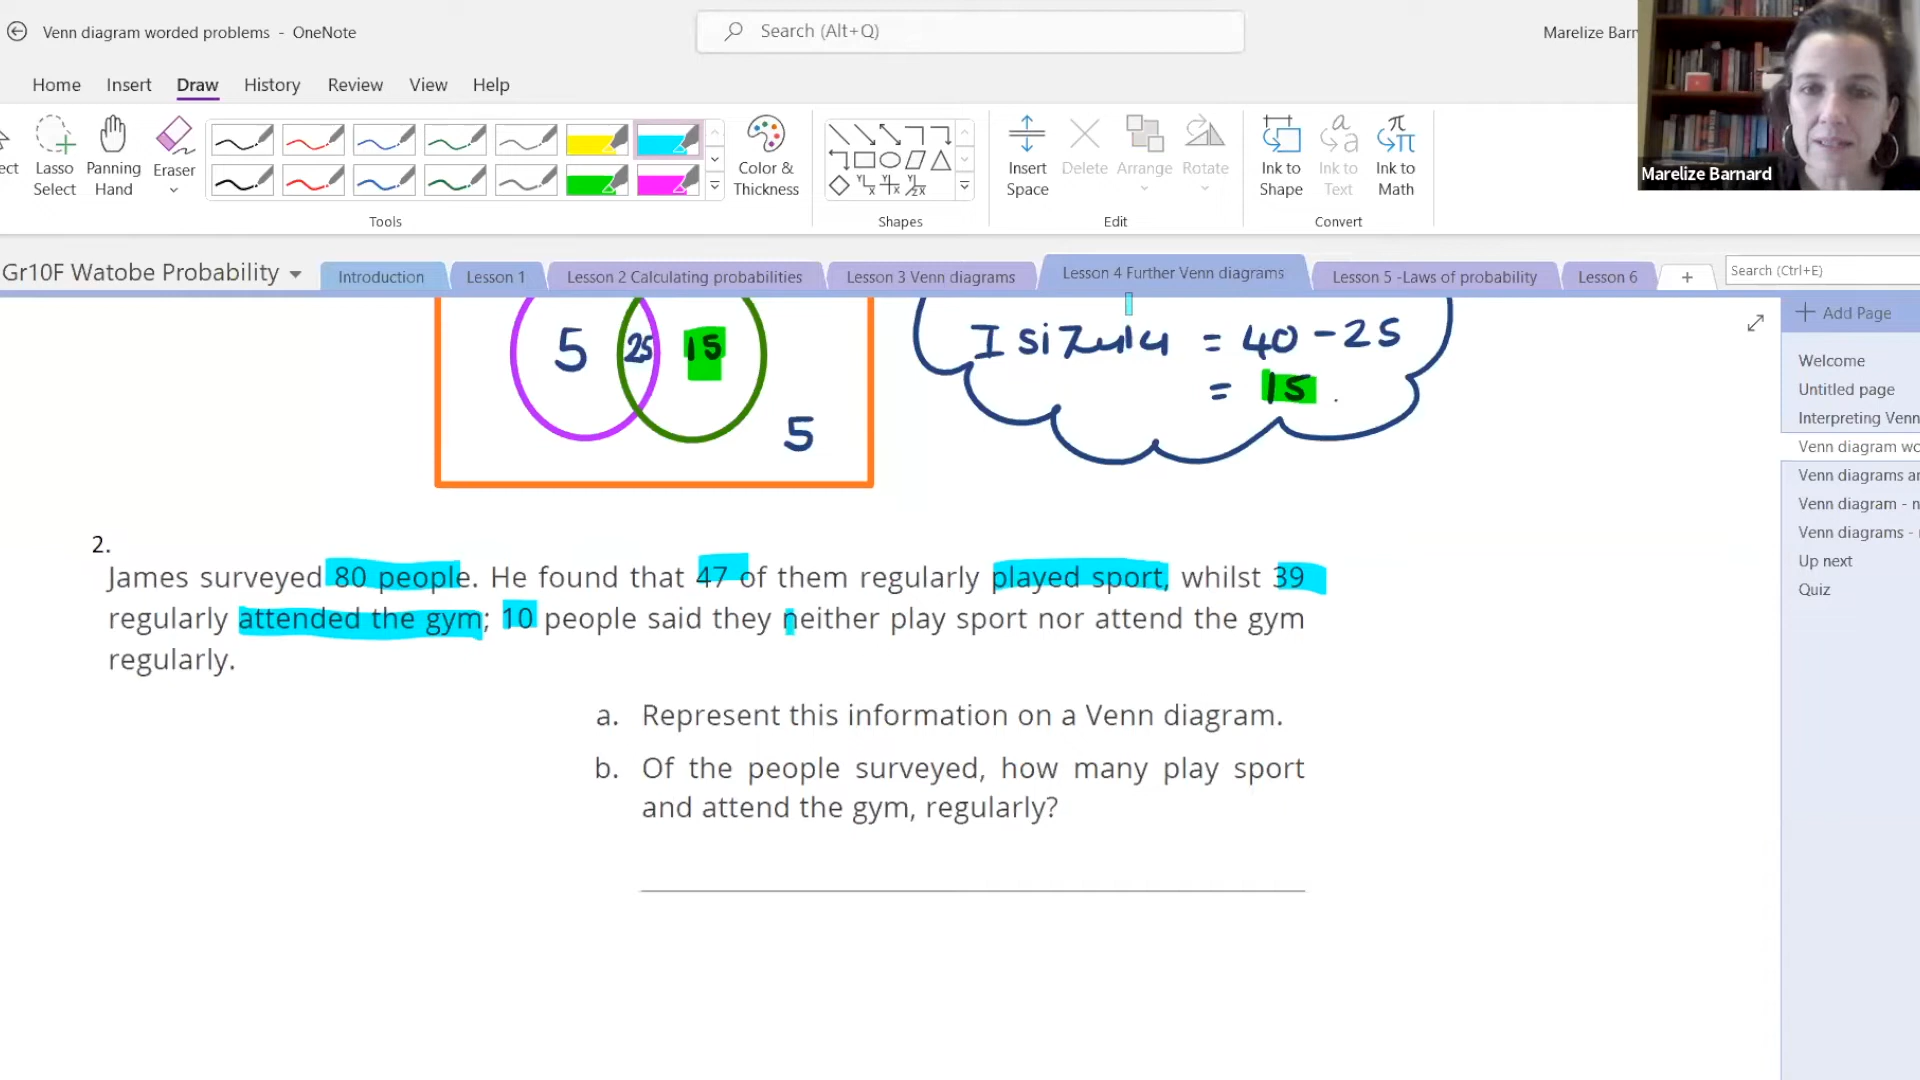 Venn diagram worded problems - OneNote
Search (Alt+Q)
Marelize Barn
Marelize Barnard
Home Insert Draw History Review View Help
Lasso Select
Panning Hand
Eraser
Color & Thickness
Insert Space
Delete
Arrange
Rotate
Ink to Shape
Ink to Text
Ink to Math
Tools
Shapes
Edit
Convert
Gr10F Watobe Probability
Introduction
Lesson 1
Lesson 2 Calculating probabilities
Lesson 3 Venn diagrams
Lesson 4 Further Venn diagrams
Lesson 5 -Laws of probability
Lesson 6
+
Search (Ctrl+E)
Add Page
Welcome
Untitled page
Interpreting Venn
Venn diagram wo
Venn diagrams ar
Venn diagram - n
Venn diagrams -
Up next
Quiz
5 25 15
5
Isizulu = 40 - 25
= 15.
2.
James surveyed 80 people. He found that 47 of them regularly played sport, whilst 39
regularly attended the gym; 10 people said they neither play sport nor attend the gym
regularly.
a. Represent this information on a Venn diagram.
b. Of the people surveyed, how many play sport
and attend the gym, regularly?